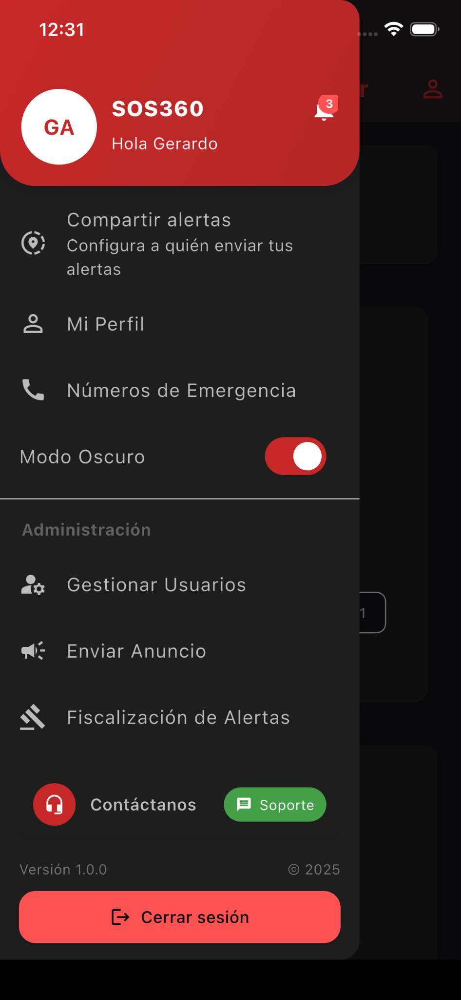 12:31
SOS360
3
r
GA
Hola Gerardo
Compartir alertas
Configura a quién enviar tus
alertas
Mi Perfil
Números de Emergencia
Modo Oscuro
Administración
Gestionar Usuarios
1
Enviar Anuncio
Fiscalización de Alertas
Contáctanos
Soporte
Versión 1.0.0
© 2025
Cerrar sesión